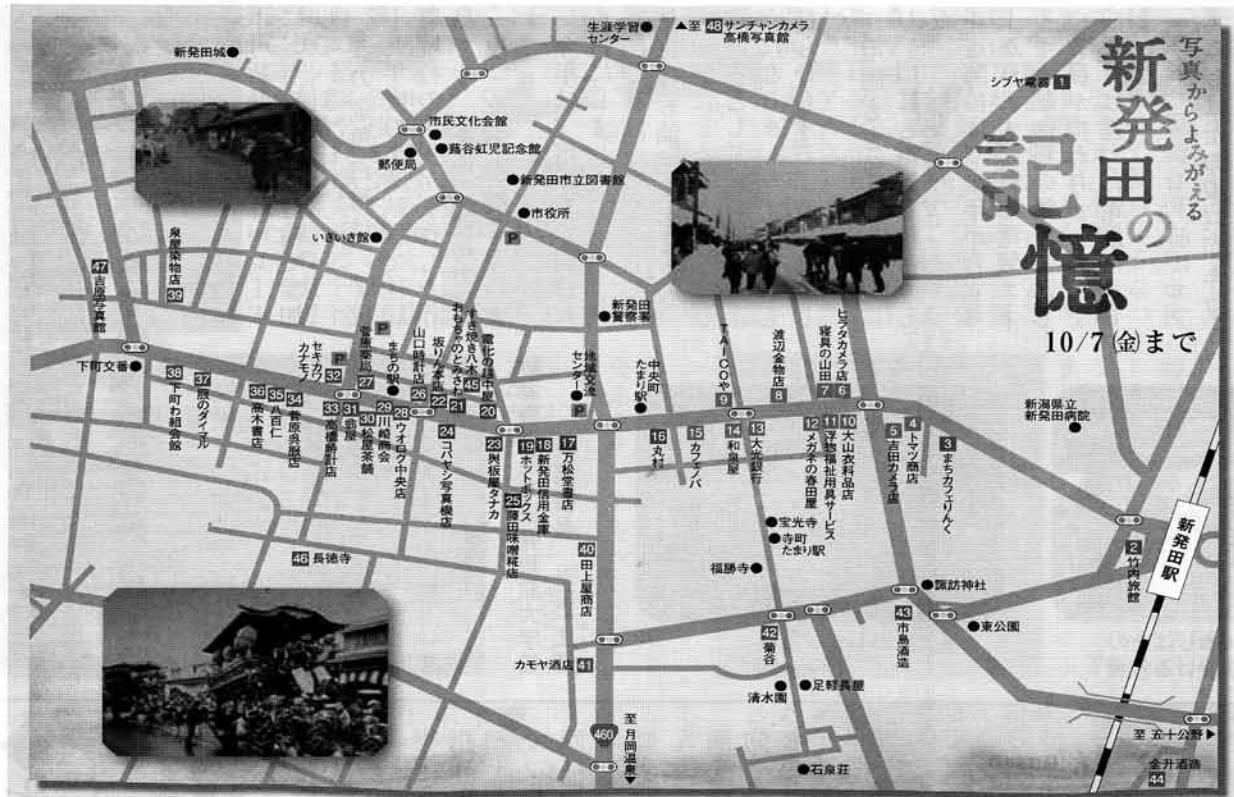 写真からよみがえる
新発田の
記憶
10/7(金)まで
生涯学習
センター
▲至 48 サンチャンカメラ
高橋写真館
新発田城
シブヤ電器 1
市民文化会館
蕗谷虹児記念館
郵便局
新発田市立図書館
市役所
P
いきいき館
泉屋染物店
39
47
吉原写真館
新発田
警察署
下町交番
38
下町わ組会館
37
服のダイマル
36
高木書店
35
八百仁
34
菅原呉服店
セキカワ
カナモノ
32
P
33
高橋時計店
31
菊屋
菅原薬局
27
P
30
松屋茶舗
まちの駅
29
川崎商会
28
ウオロク中央店
山口時計店
26
坂りん本店
22
おもちゃのとみさわ
21
すき焼き八木
45
電化の越中屋
20
24
コバヤシ写真機店
23
奥板屋タナカ
19
ホットボックス
18
新発田信用金庫
17
万松堂書店
25
藤田味噌糀店
地域交流
センター
P
中央町
たまり駅
16
丸村
15
カフェノバ
TAICOや
9
14
和泉屋
13
大光銀行
渡辺金物店
8
12
メガネの春田屋
寝具の山田
7
11
浮惣福祉用具サービス
ヒラタカメラ店
6
10
大山衣料品店
5
吉田カメラ店
4
トマツ商店
3
まちカフェりんく
新潟県立
新発田病院
新発田駅
2
竹内旅館
46 長徳寺
40
田上屋商店
宝光寺
寺町
たまり駅
福勝寺
諏訪神社
43
市島酒造
東公園
42
菊谷
カモヤ酒店 41
清水園
足軽長屋
460
至 月岡温泉▼
石泉荘
至 五十公野▶
金升酒造
44